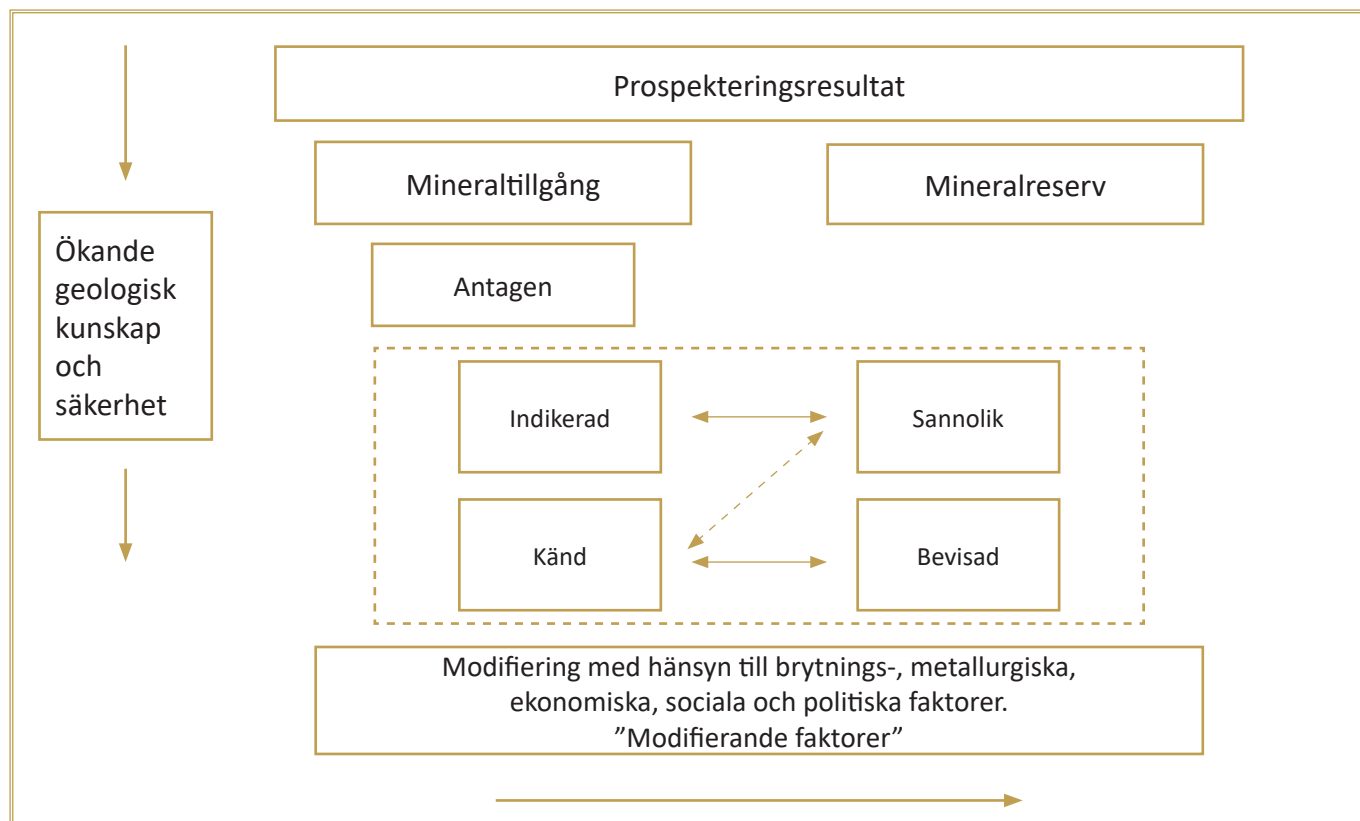 Prospekteringsresultat
Mineraltillgång
Mineralreserv
Ökande
geologisk
kunskap
och
säkerhet
Antagen
Indikerad
Sannolik
Känd
Bevisad
Modifiering med hänsyn till brytnings-, metallurgiska,
ekonomiska, sociala och politiska faktorer.
”Modifierande faktorer”